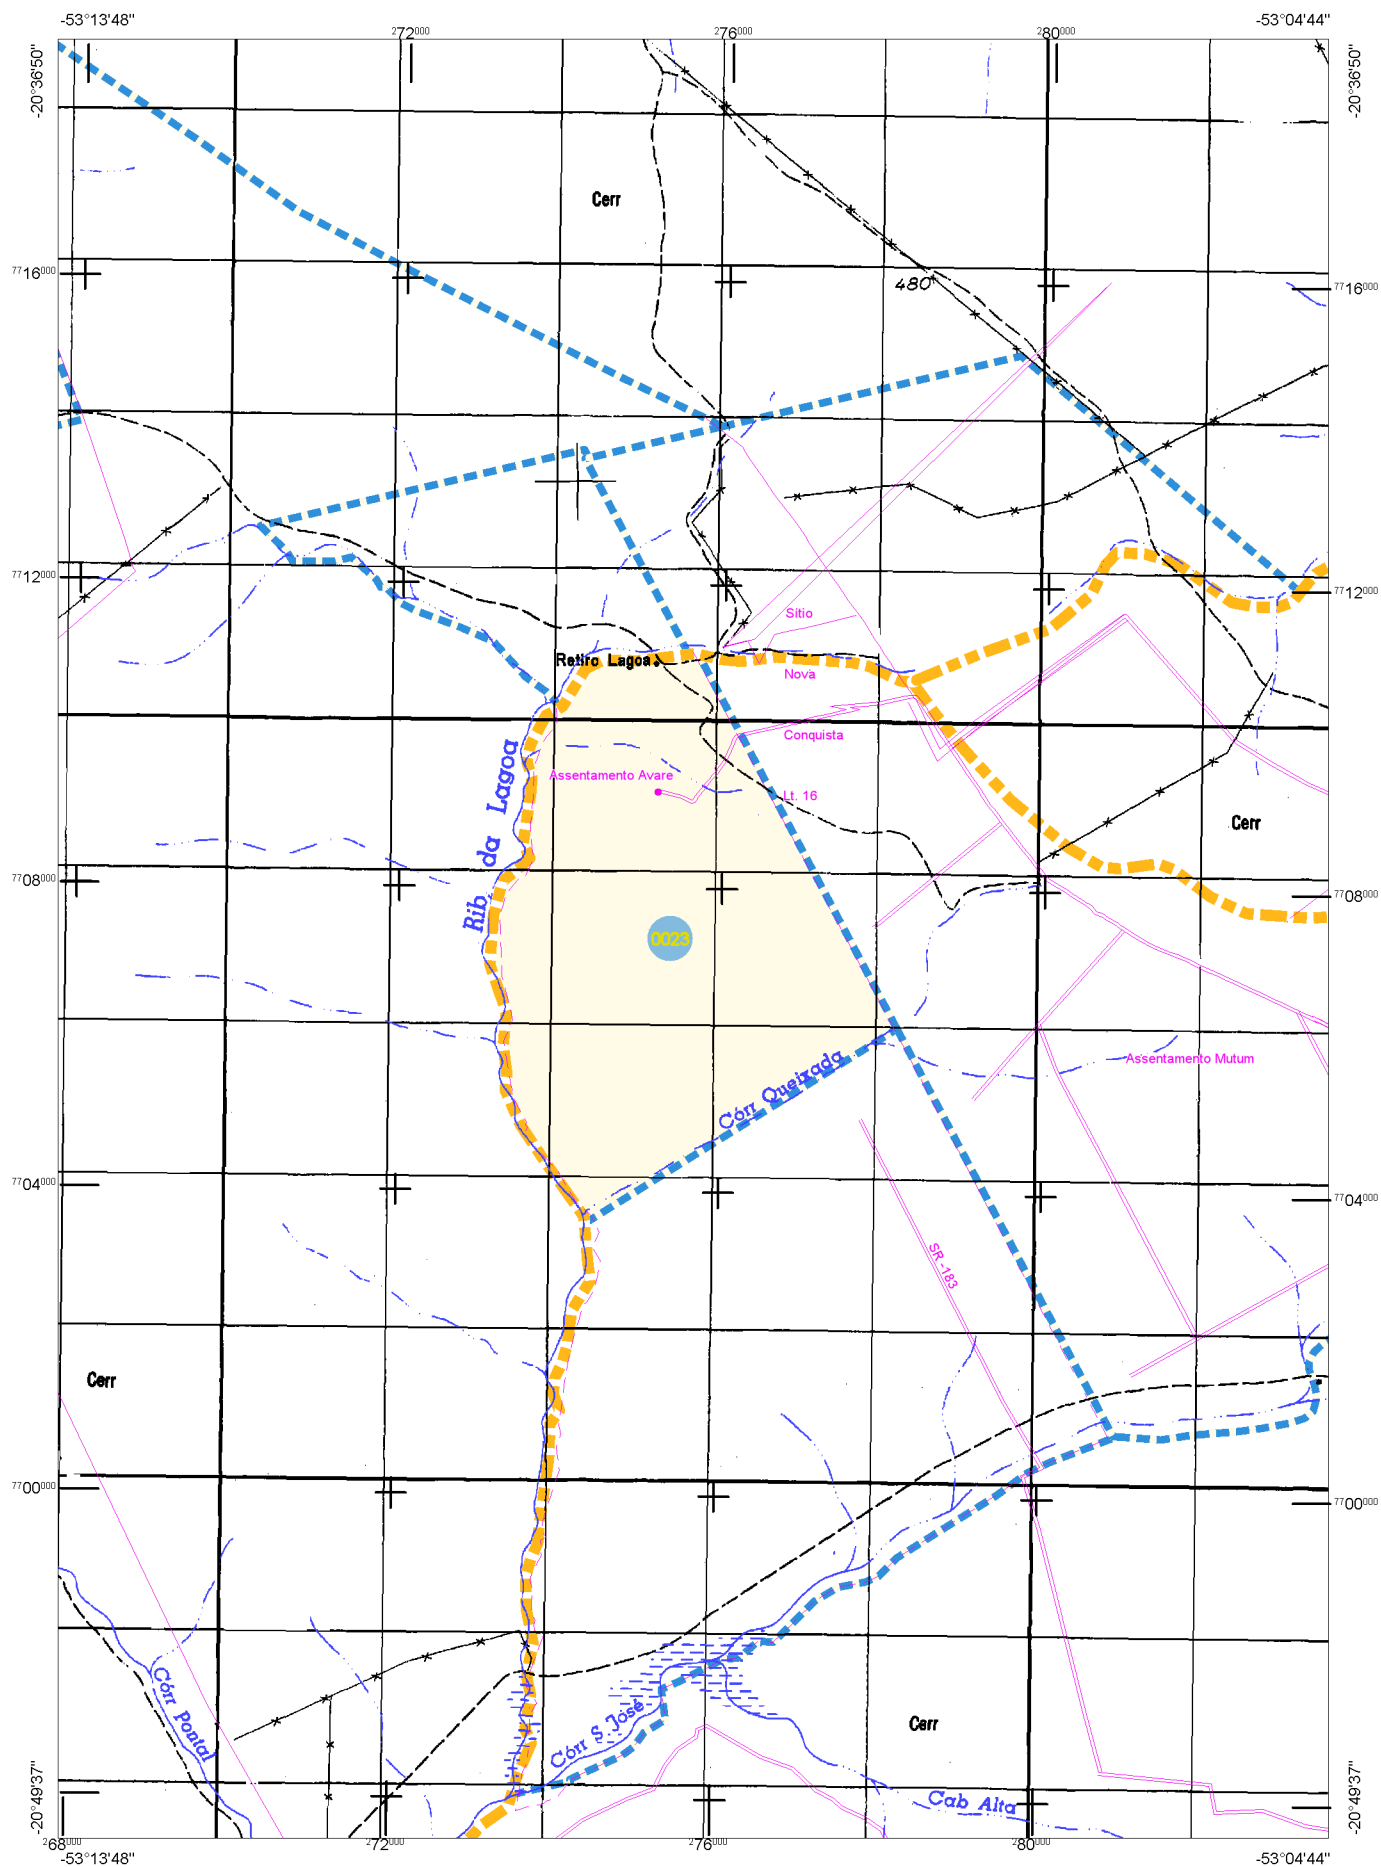 -53°13'48"
-53°04'44"
272000
276000
280000
-20°36'50"
-20°36'50"
Cerr
7716000
480
7716000
7712000
7712000
Sítio
Retiro Lagoa
Nova
Conquista
Rib da Lagoa
Assentamento Avare
Lt. 16
Cerr
7708000
7708000
0023
Córr Queixada
Assentamento Mutum
7704000
7704000
SR-183
Cerr
7700000
7700000
Córr pontal
Córr S. José
Cerr
Cab Alta
-20°49'37"
-20°49'37"
268000
272000
276000
280000
-53°13'48"
-53°04'44"